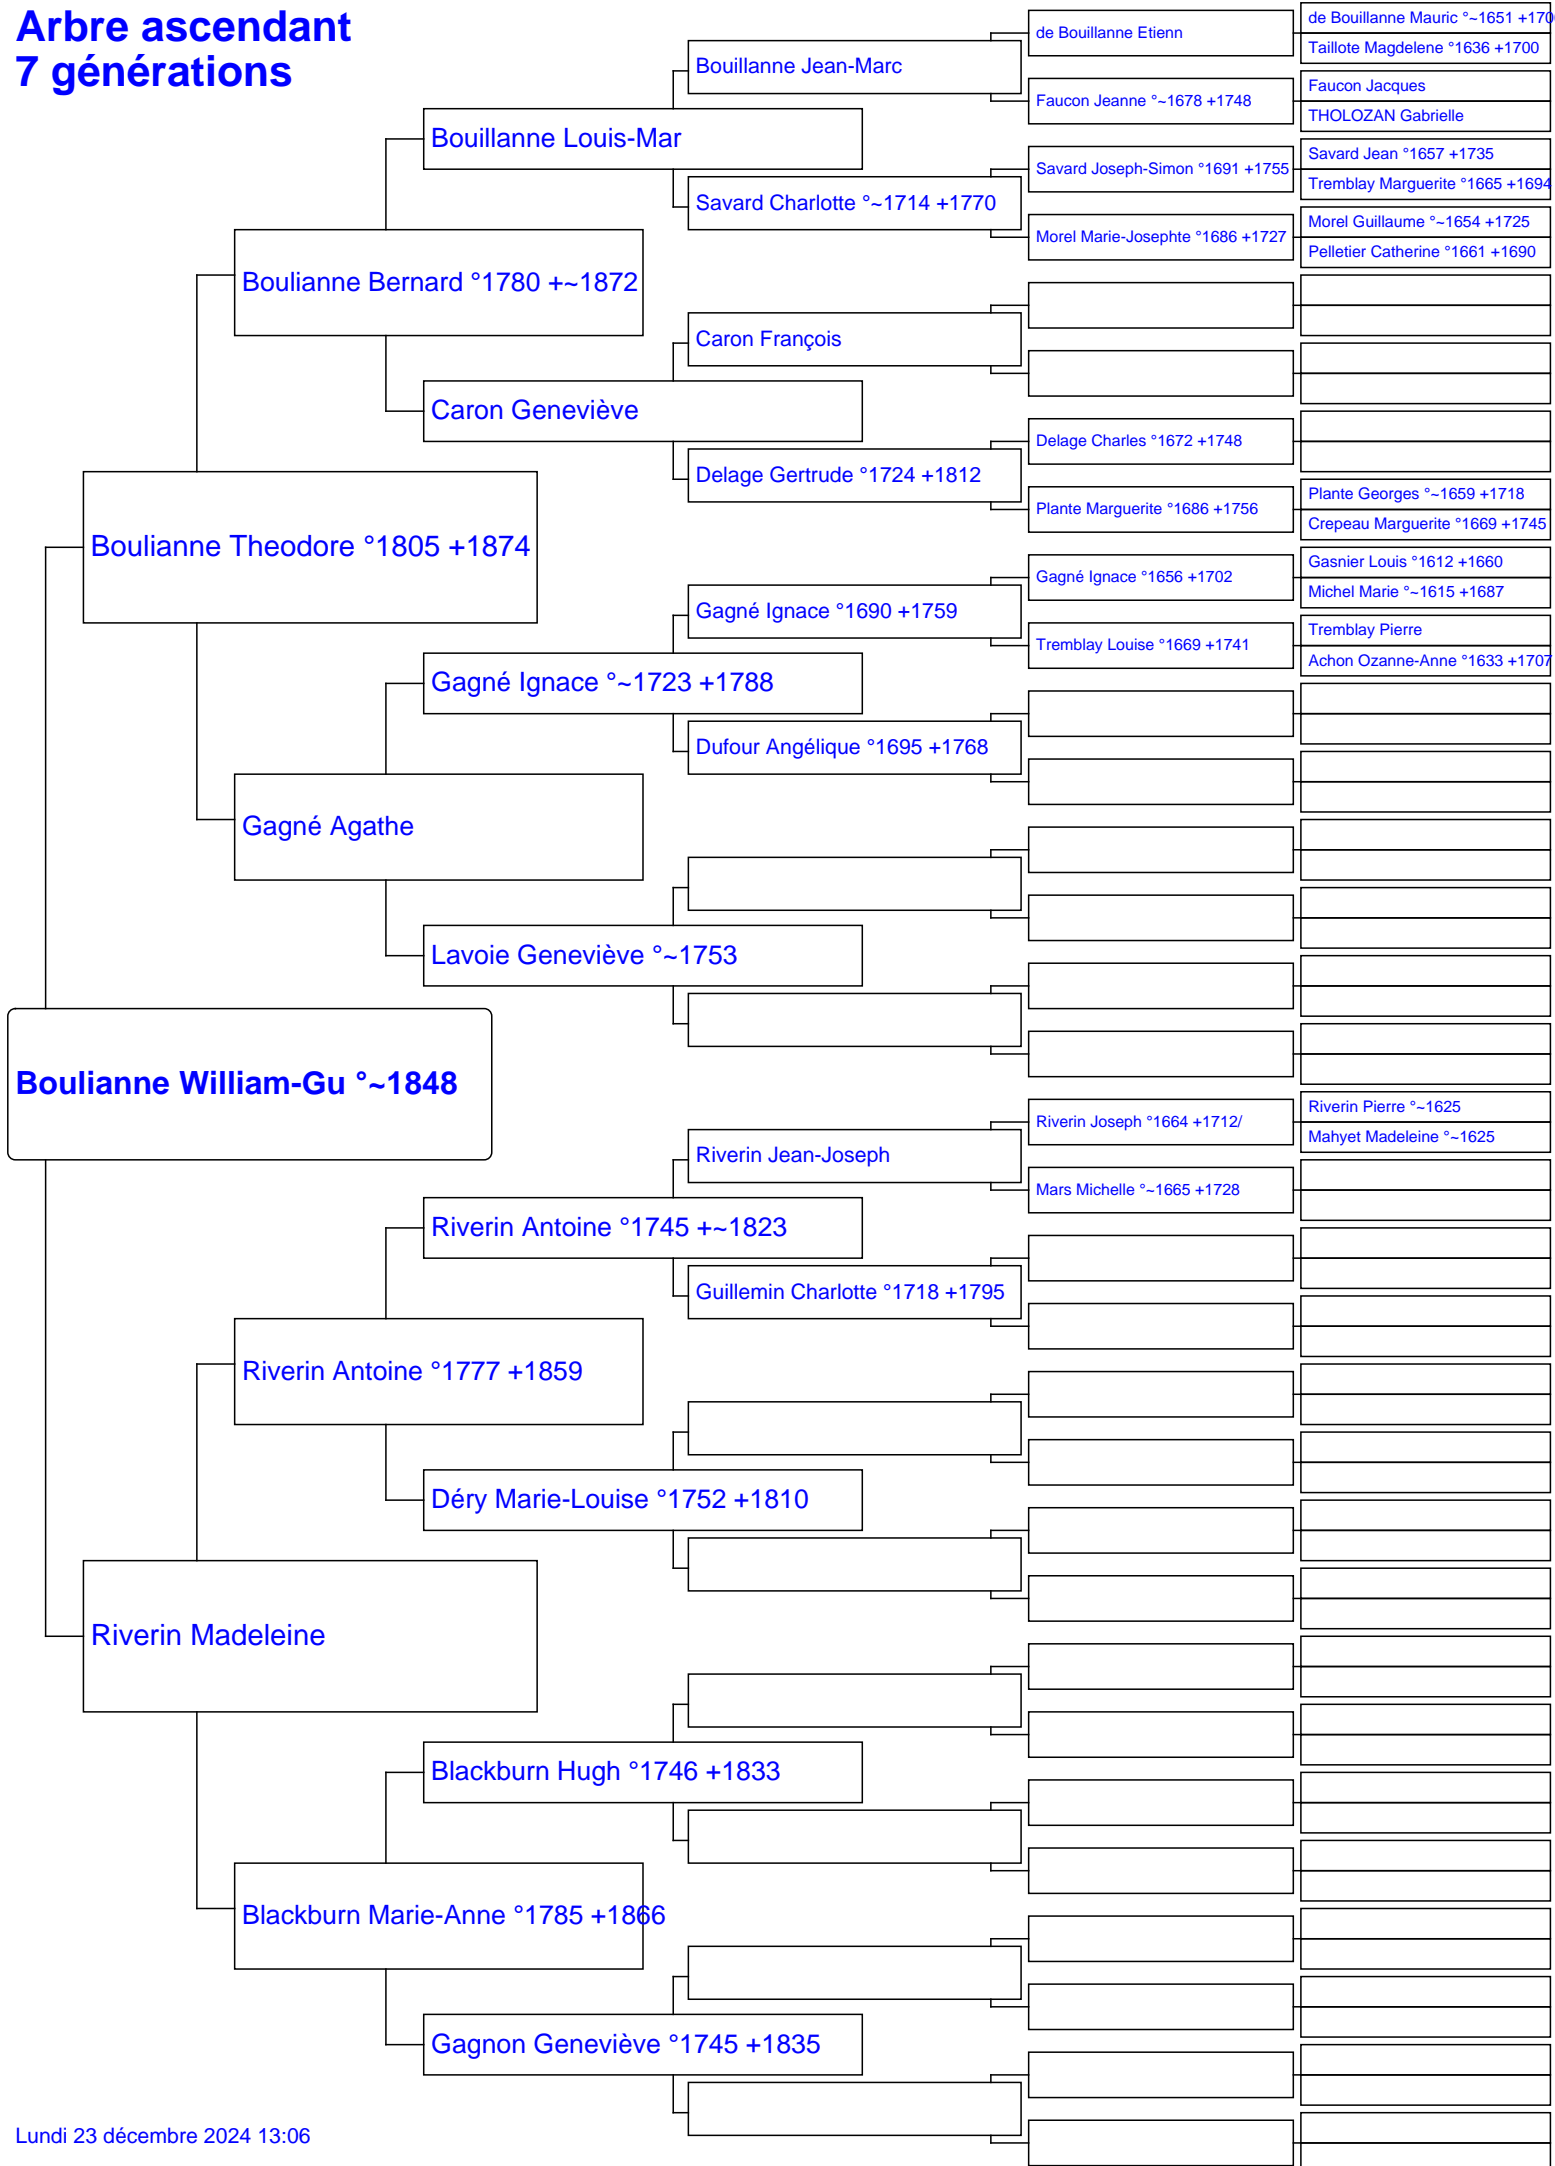 Arbre ascendant
7 générations
de Bouillanne Mauric °~1651 +170
de Bouillanne Etienn
Taillote Magdelene °1636 +1700
Bouillanne Jean-Marc
Faucon Jacques
Faucon Jeanne °~1678 +1748
THOLOZAN Gabrielle
Bouillanne Louis-Mar
Savard Jean °1657 +1735
Savard Joseph-Simon °1691 +1755
Tremblay Marguerite °1665 +1694
Savard Charlotte °~1714 +1770
Morel Guillaume °~1654 +1725
Morel Marie-Josephte °1686 +1727
Pelletier Catherine °1661 +1690
Boulianne Bernard °1780 +~1872
Caron François
Caron Geneviève
Delage Charles °1672 +1748
Delage Gertrude °1724 +1812
Plante Georges °~1659 +1718
Plante Marguerite °1686 +1756
Crepeau Marguerite °1669 +1745
Boulianne Theodore °1805 +1874
Gasnier Louis °1612 +1660
Gagné Ignace °1656 +1702
Michel Marie °~1615 +1687
Gagné Ignace °1690 +1759
Tremblay Pierre
Tremblay Louise °1669 +1741
Achon Ozanne-Anne °1633 +1707
Gagné Ignace °~1723 +1788
Dufour Angélique °1695 +1768
Gagné Agathe
Lavoie Geneviève °~1753
Boulianne William-Gu °~1848
Riverin Pierre °~1625
Riverin Joseph °1664 +1712/
Mahyet Madeleine °~1625
Riverin Jean-Joseph
Mars Michelle °~1665 +1728
Riverin Antoine °1745 +~1823
Guillemin Charlotte °1718 +1795
Riverin Antoine °1777 +1859
Déry Marie-Louise °1752 +1810
Riverin Madeleine
Blackburn Hugh °1746 +1833
Blackburn Marie-Anne °1785 +1866
Gagnon Geneviève °1745 +1835
Lundi 23 décembre 2024 13:06